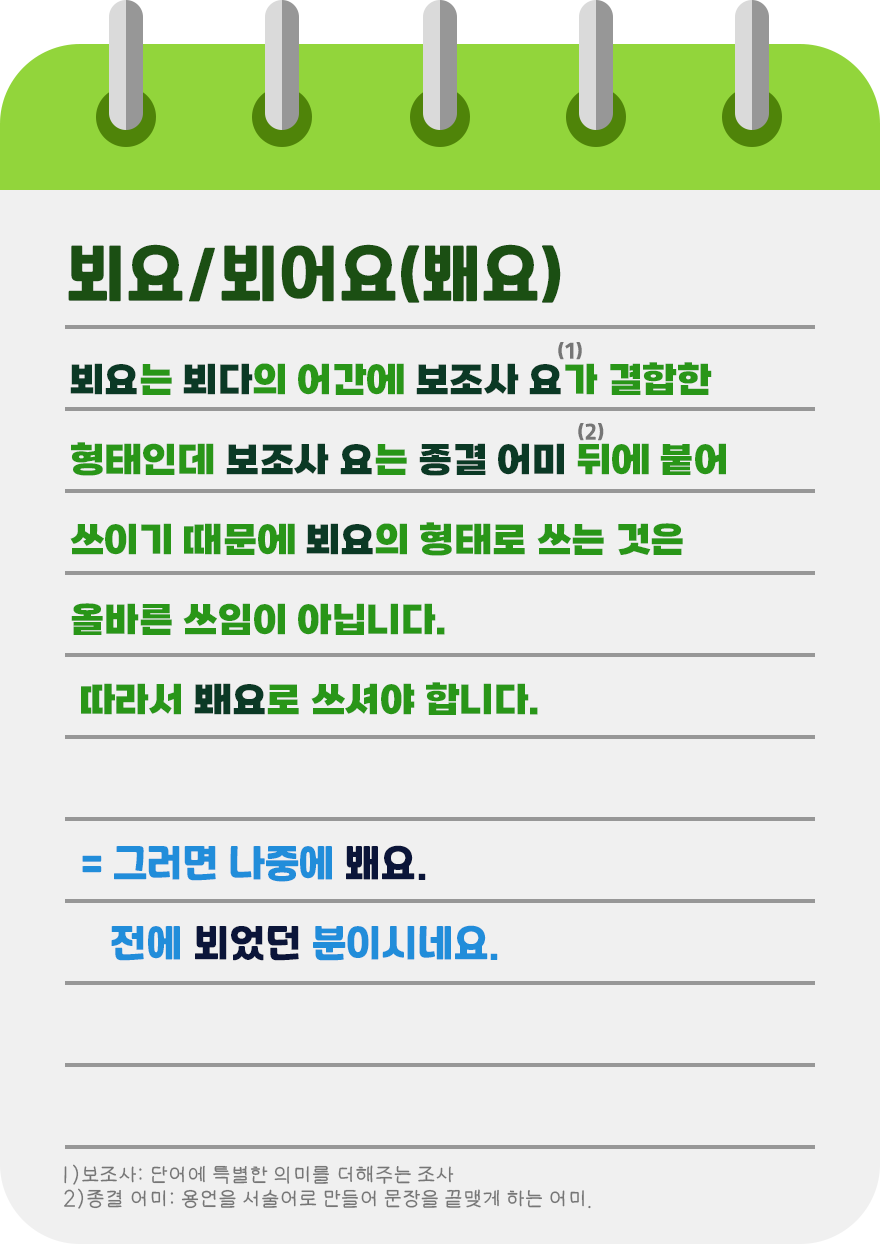 뵈요/뵈어요(봬요)
뵈요는 뵈다의 어간에 보조사 요(1)가 결합한
형태인데 보조사 요는 종결 어미(2) 뒤에 붙어
쓰이기 때문에 뵈요의 형태로 쓰는 것은
올바른 쓰임이 아닙니다.
따라서 봬요로 쓰셔야 합니다.
= 그러면 나중에 봬요.
전에 뵈었던 분이시네요.
1)보조사: 단어에 특별한 의미를 더해주는 조사
2)종결 어미: 용언을 서술어로 만들어 문장을 끝맺게 하는 어미.